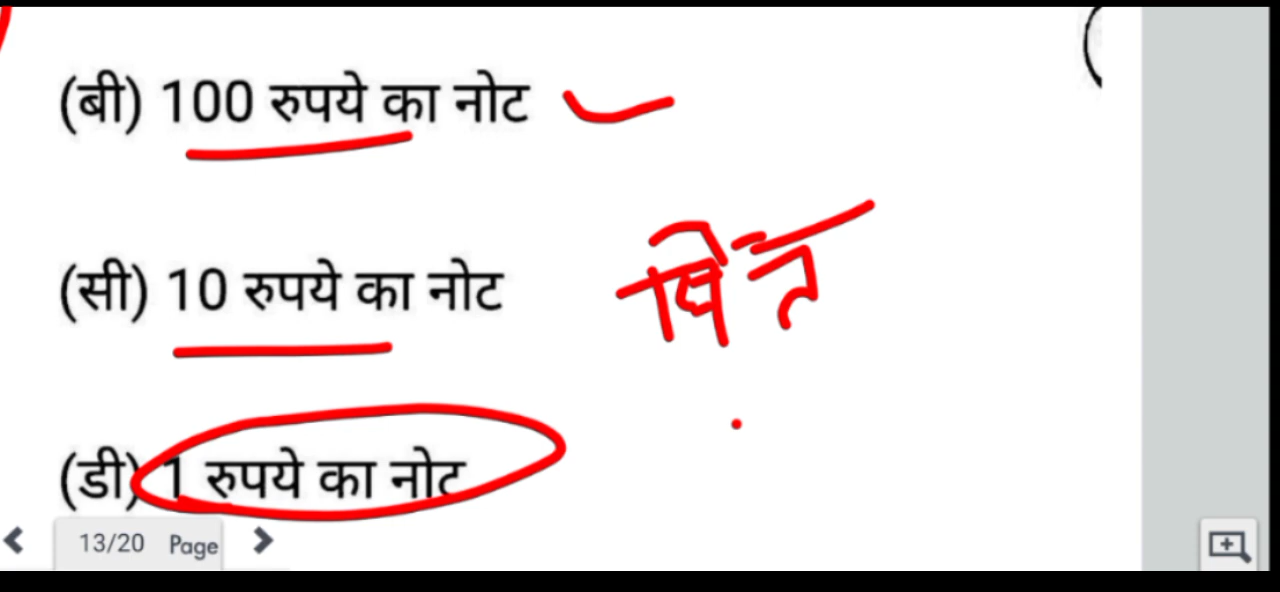 (बी) 100 रुपये का नोट
(सी) 10 रुपये का नोट
(डी) 1 रुपये का नोट
13/20 Page